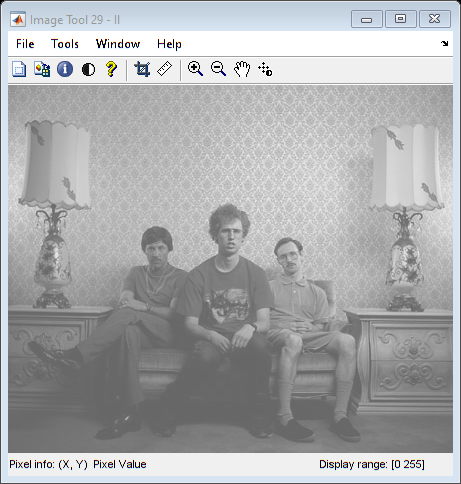 Image Tool 29 - II
File Tools Window Help
Pixel info: (X, Y) Pixel Value
Display range: [0 255]